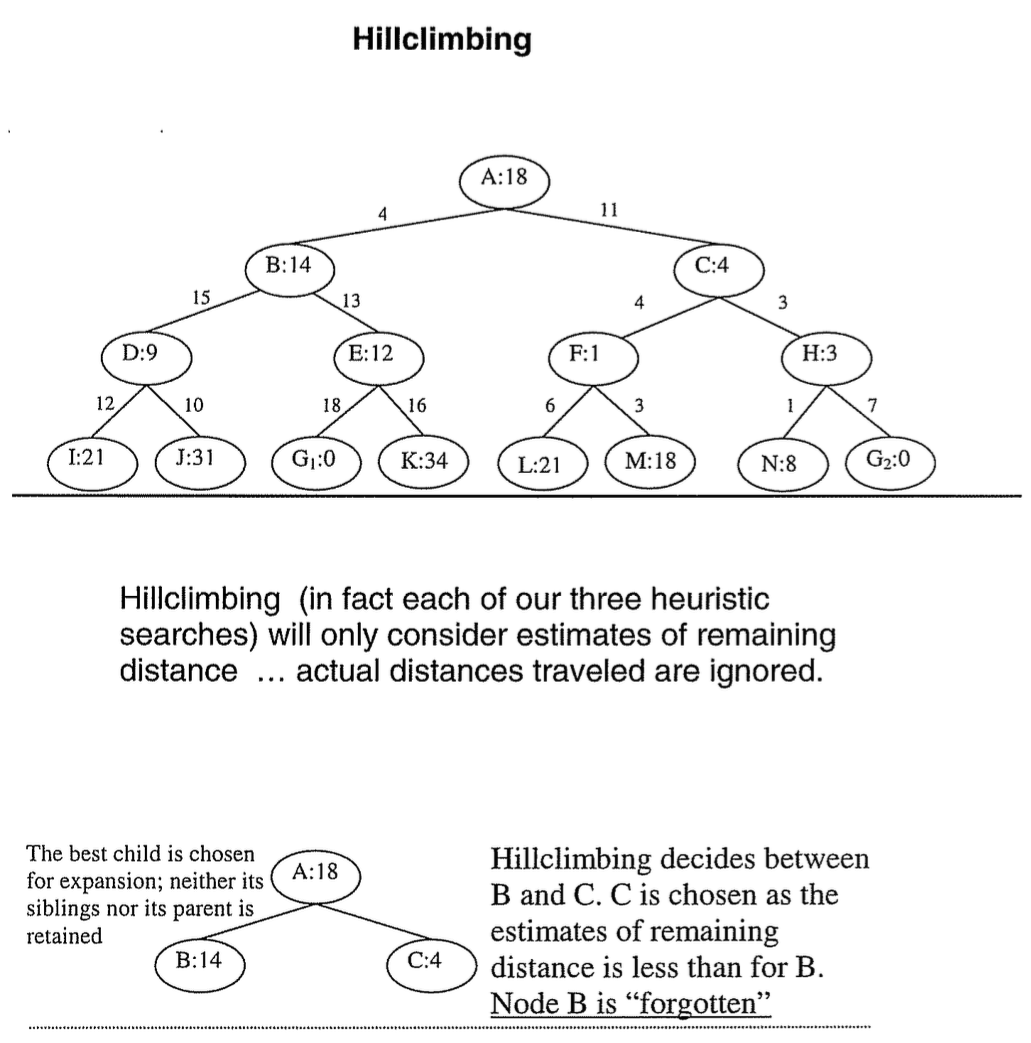 Hillclimbing
A:18
4 11
B:14 C:4
15 13 4 3
D:9 E:12 F:1 H:3
12 10 18 16 6 3 1 7
I:21 J:31 G₁:0 K:34 L:21 M:18 N:8 G₂:0
Hillclimbing (in fact each of our three heuristic
searches) will only consider estimates of remaining
distance ... actual distances traveled are ignored.
The best child is chosen
for expansion; neither its
siblings nor its parent is
retained
A:18
B:14 C:4
Hillclimbing decides between
B and C. C is chosen as the
estimates of remaining
distance is less than for B.
Node B is “forgotten”